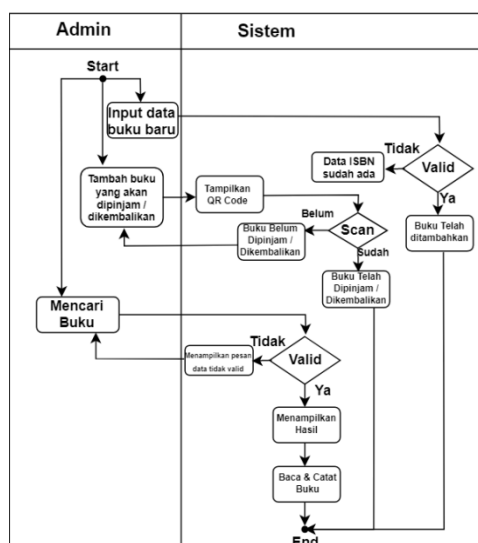 Admin
Sistem
Start
Input data
buku baru
Tidak
Data ISBN
sudah ada
Valid
Ya
Tambah buku
yang akan
dipinjam /
dikembalikan
Tampilkan
QR Code
Belum
Buku Belum
Dipinjam /
Dikembalikan
Scan
Sudah
Buku Telah
ditambahkan
Buku Telah
Dipinjam /
Dikembalikan
Mencari
Buku
Tidak
Menampilkan pesan
data tidak valid
Valid
Ya
Menampilkan
Hasil
Baca & Catat
Buku
End